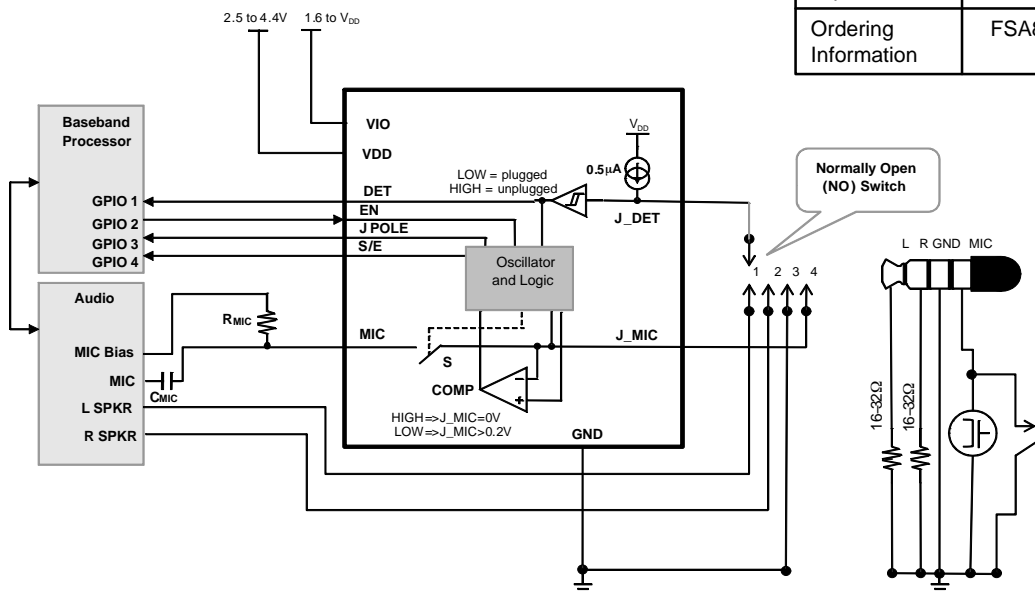 2.5 to 4.4V 1.6 to VDD
Ordering
Information
FSA8
Baseband
Processor
GPIO 1
GPIO 2
GPIO 3
GPIO 4
Audio
MIC Bias
MIC
L SPKR
R SPKR
RMIC
CMIC
VIO
VDD
DET
EN
J POLE
S/E
MIC
LOW = plugged
HIGH = unplugged
VDD
0.5µA
J_DET
Oscillator
and Logic
J_MIC
S
COMP
HIGH=>J_MIC=0V
LOW=>J_MIC>0.2V
GND
Normally Open
(NO) Switch
1 2 3 4
L R GND MIC
16-32Ω
16-32Ω